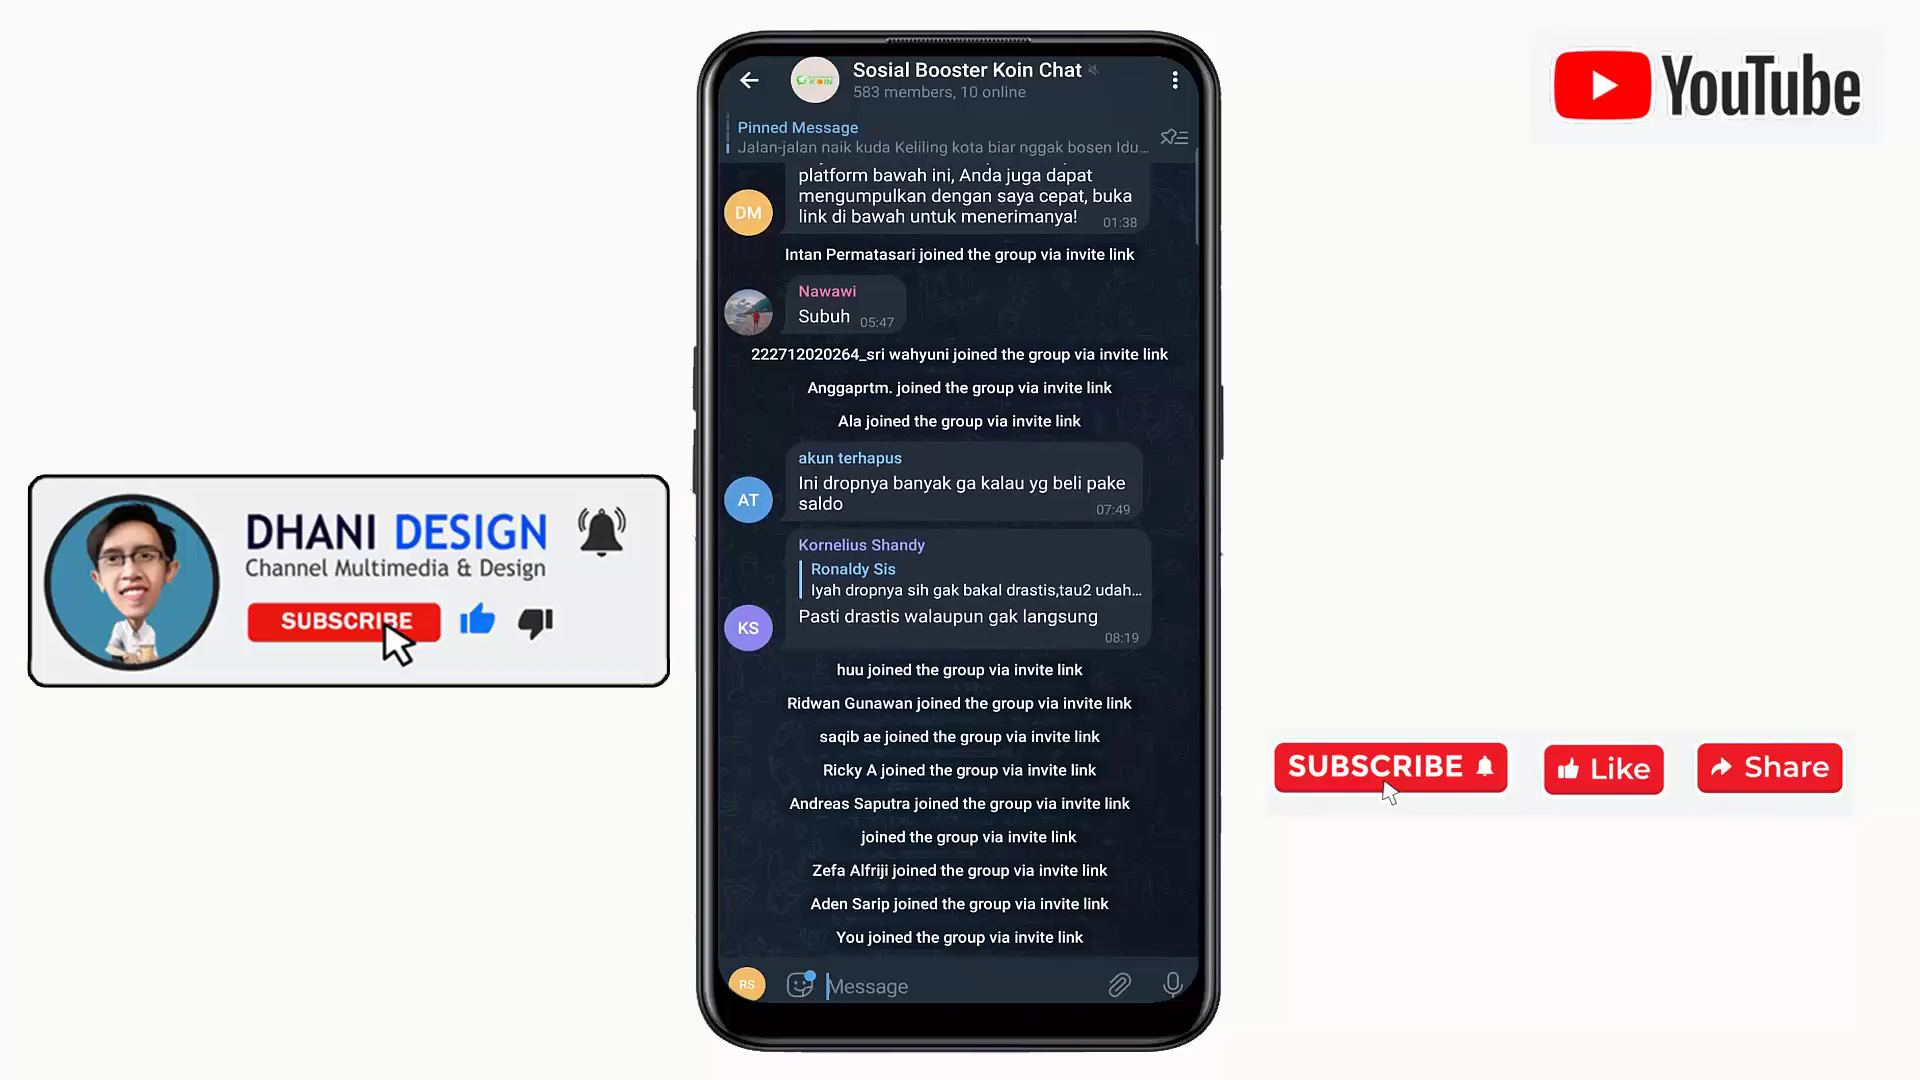 Sosial Booster Koin Chat
583 members, 10 online
Pinned Message
Jalan-jalan naik kuda Keliling kota biar nggak bosen Idu...
platform bawah ini, Anda juga dapat
mengumpulkan dengan saya cepat, buka
link di bawah untuk menerimanya!
01:38
DM
Intan Permatasari joined the group via invite link
Nawawi
Subuh 05:47
222712020264_sri wahyuni joined the group via invite link
Anggaprtm. joined the group via invite link
Ala joined the group via invite link
akun terhapus
Ini dropnya banyak ga kalau yg beli pake
saldo
07:49
AT
Kornelius Shandy
Ronaldy Sis
Iyah dropnya sih gak bakal drastis,tau2 udah...
Pasti drastis walaupun gak langsung
08:19
KS
huu joined the group via invite link
Ridwan Gunawan joined the group via invite link
saqib ae joined the group via invite link
Ricky A joined the group via invite link
Andreas Saputra joined the group via invite link
joined the group via invite link
Zefa Alfriji joined the group via invite link
Aden Sarip joined the group via invite link
You joined the group via invite link
RS
Message
DHANI DESIGN
Channel Multimedia & Design
SUBSCRIBE
YouTube
SUBSCRIBE
Like
Share